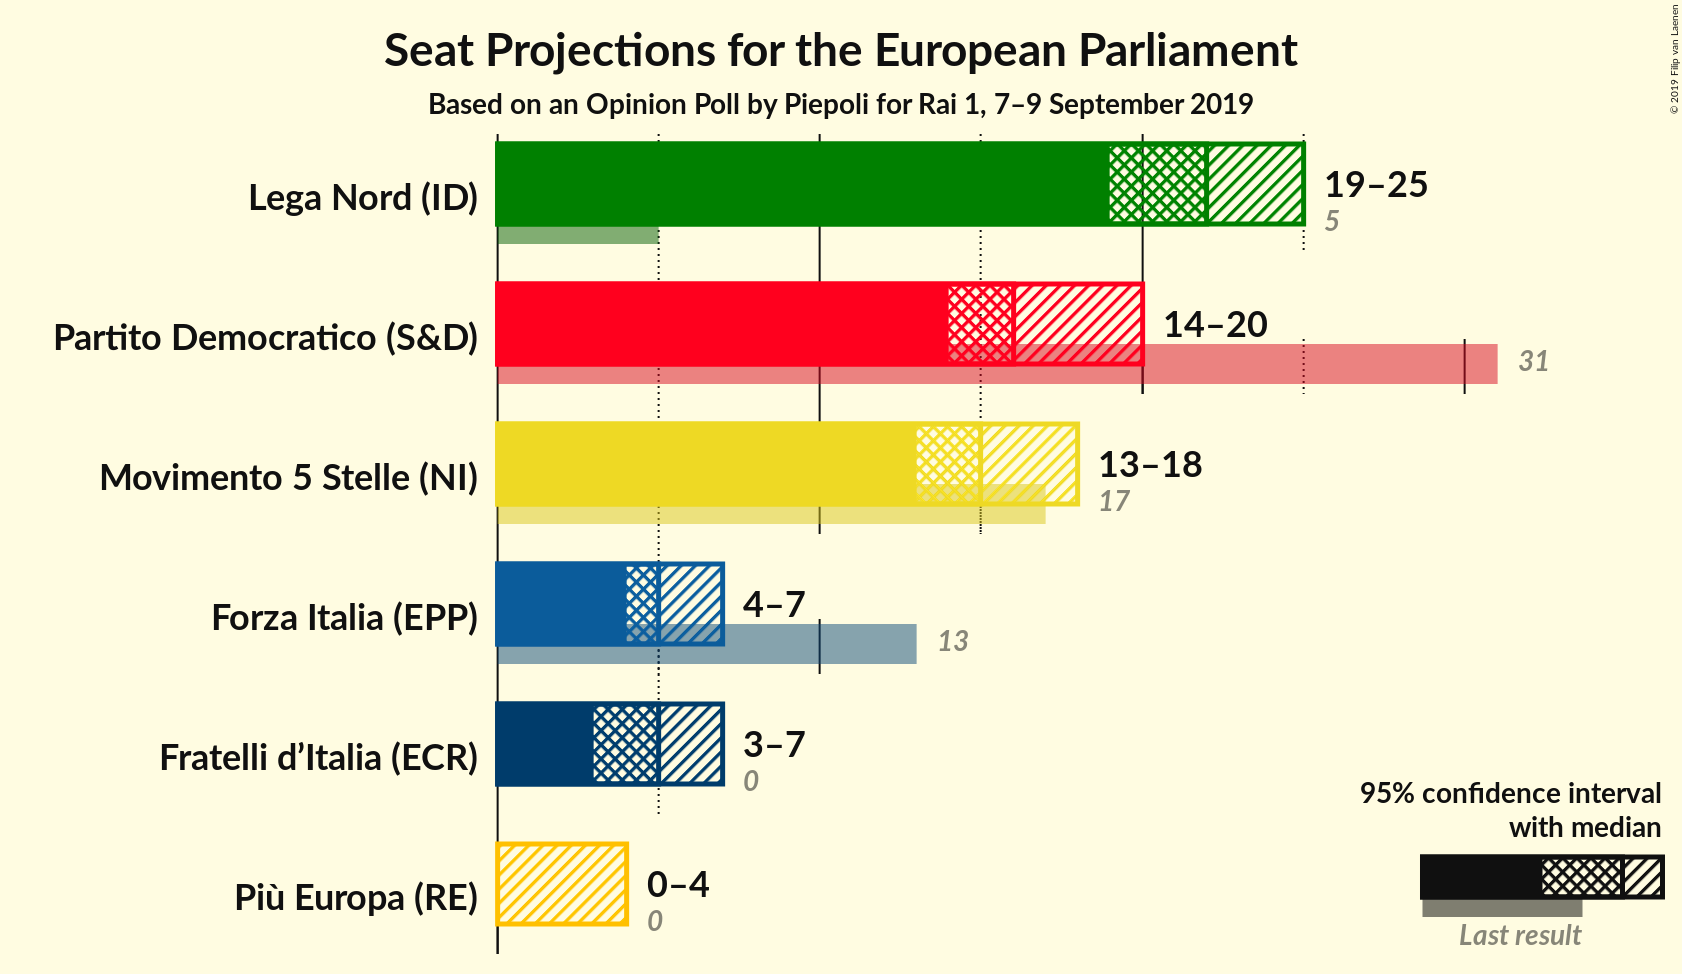 Seat Projections for the European Parliament
Based on an Opinion Poll by Piepoli for Rai 1, 7–9 September 2019
© 2019 Filip van Laenen
Lega Nord (ID)
19–25
5
Partito Democratico (S&D)
14–20
31
Movimento 5 Stelle (NI)
13–18
17
Forza Italia (EPP)
4–7
13
Fratelli d’Italia (ECR)
3–7
0
Più Europa (RE)
0–4
0
95% confidence interval
with median
Last result